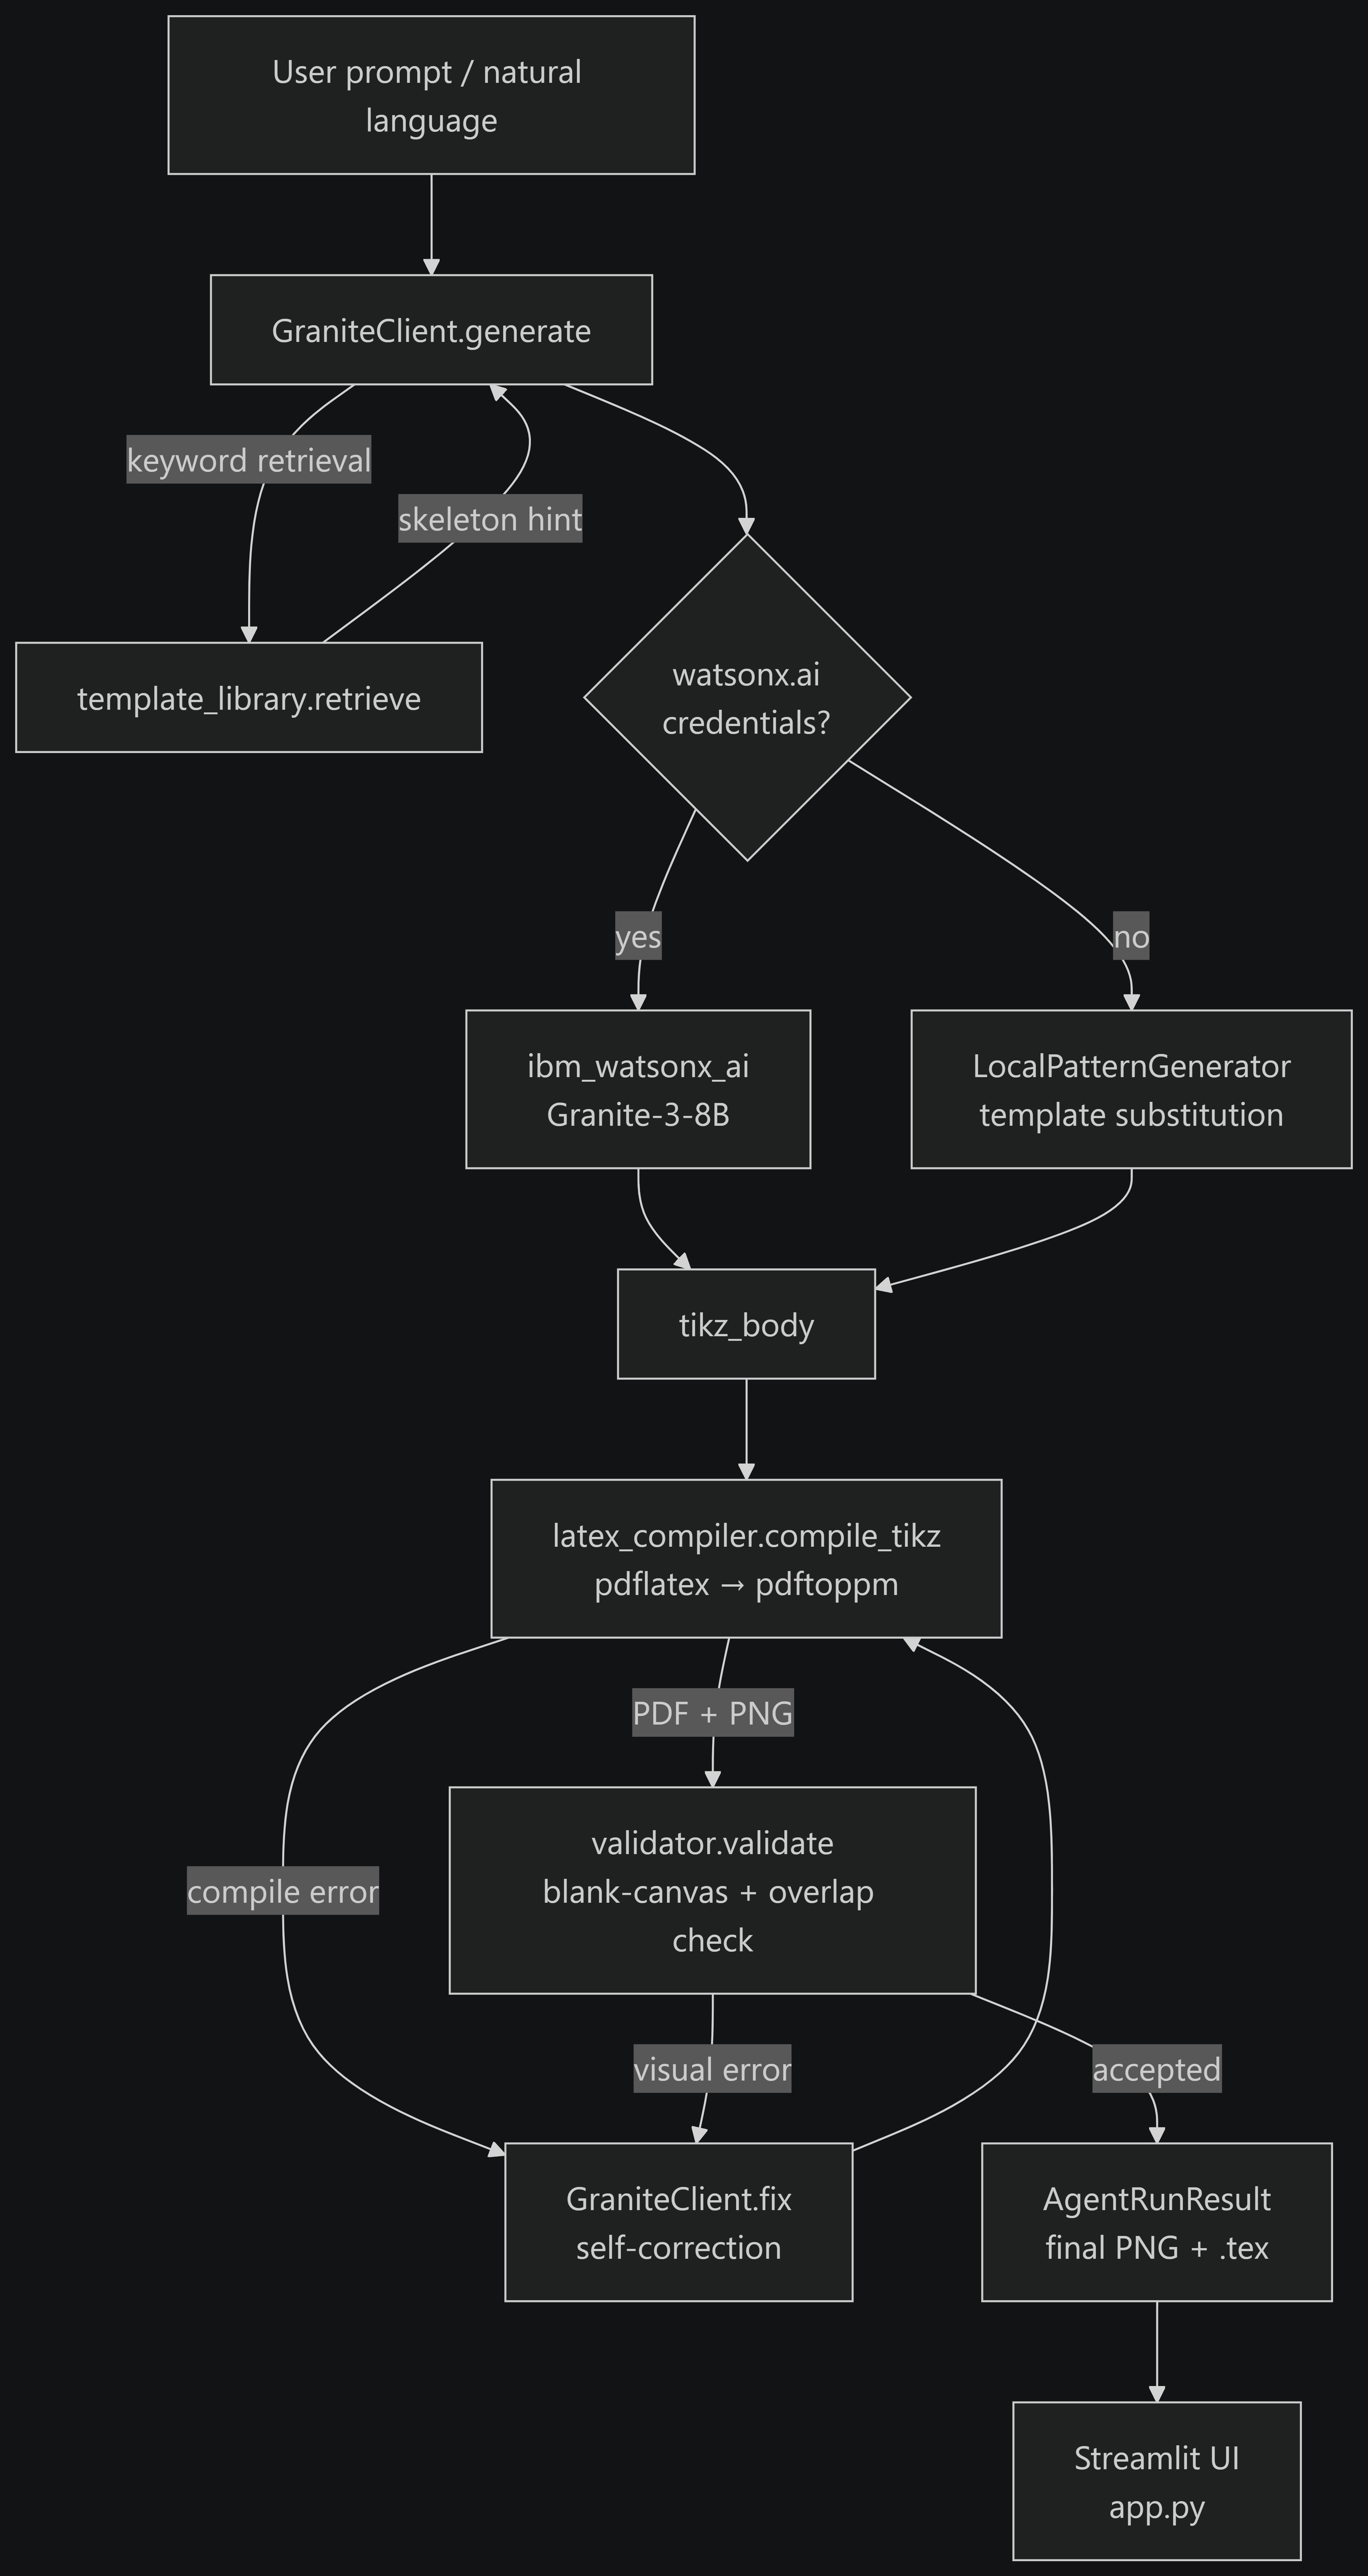 User prompt / natural
language
GraniteClient.generate
keyword retrieval
skeleton hint
template_library.retrieve
watsonx.ai
credentials?
yes
no
ibm_watsonx_ai
Granite-3-8B
LocalPatternGenerator
template substitution
tikz_body
latex_compiler.compile_tikz
pdflatex → pdftoppm
PDF + PNG
validator.validate
blank-canvas + overlap
check
compile error
visual error
accepted
GraniteClient.fix
self-correction
AgentRunResult
final PNG + .tex
Streamlit UI
app.py